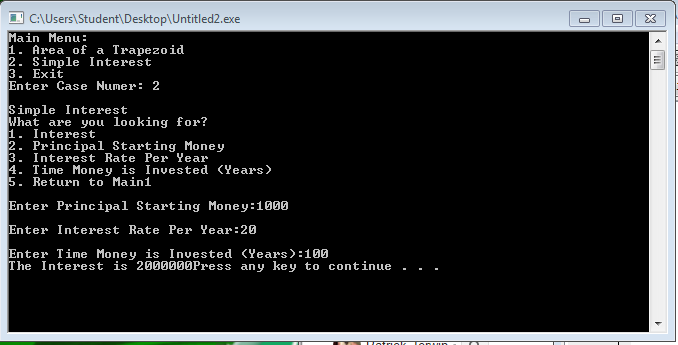 C:\Users\Student\Desktop\Untitled2.exe
Main Menu:
1. Area of a Trapezoid
2. Simple Interest
3. Exit
Enter Case Numer: 2
Simple Interest
What are you looking for?
1. Interest
2. Principal Starting Money
3. Interest Rate Per Year
4. Time Money is Invested (Years)
5. Return to Main1
Enter Principal Starting Money:1000
Enter Interest Rate Per Year:20
Enter Time Money is Invested (Years):100
The Interest is 2000000Press any key to continue . . .